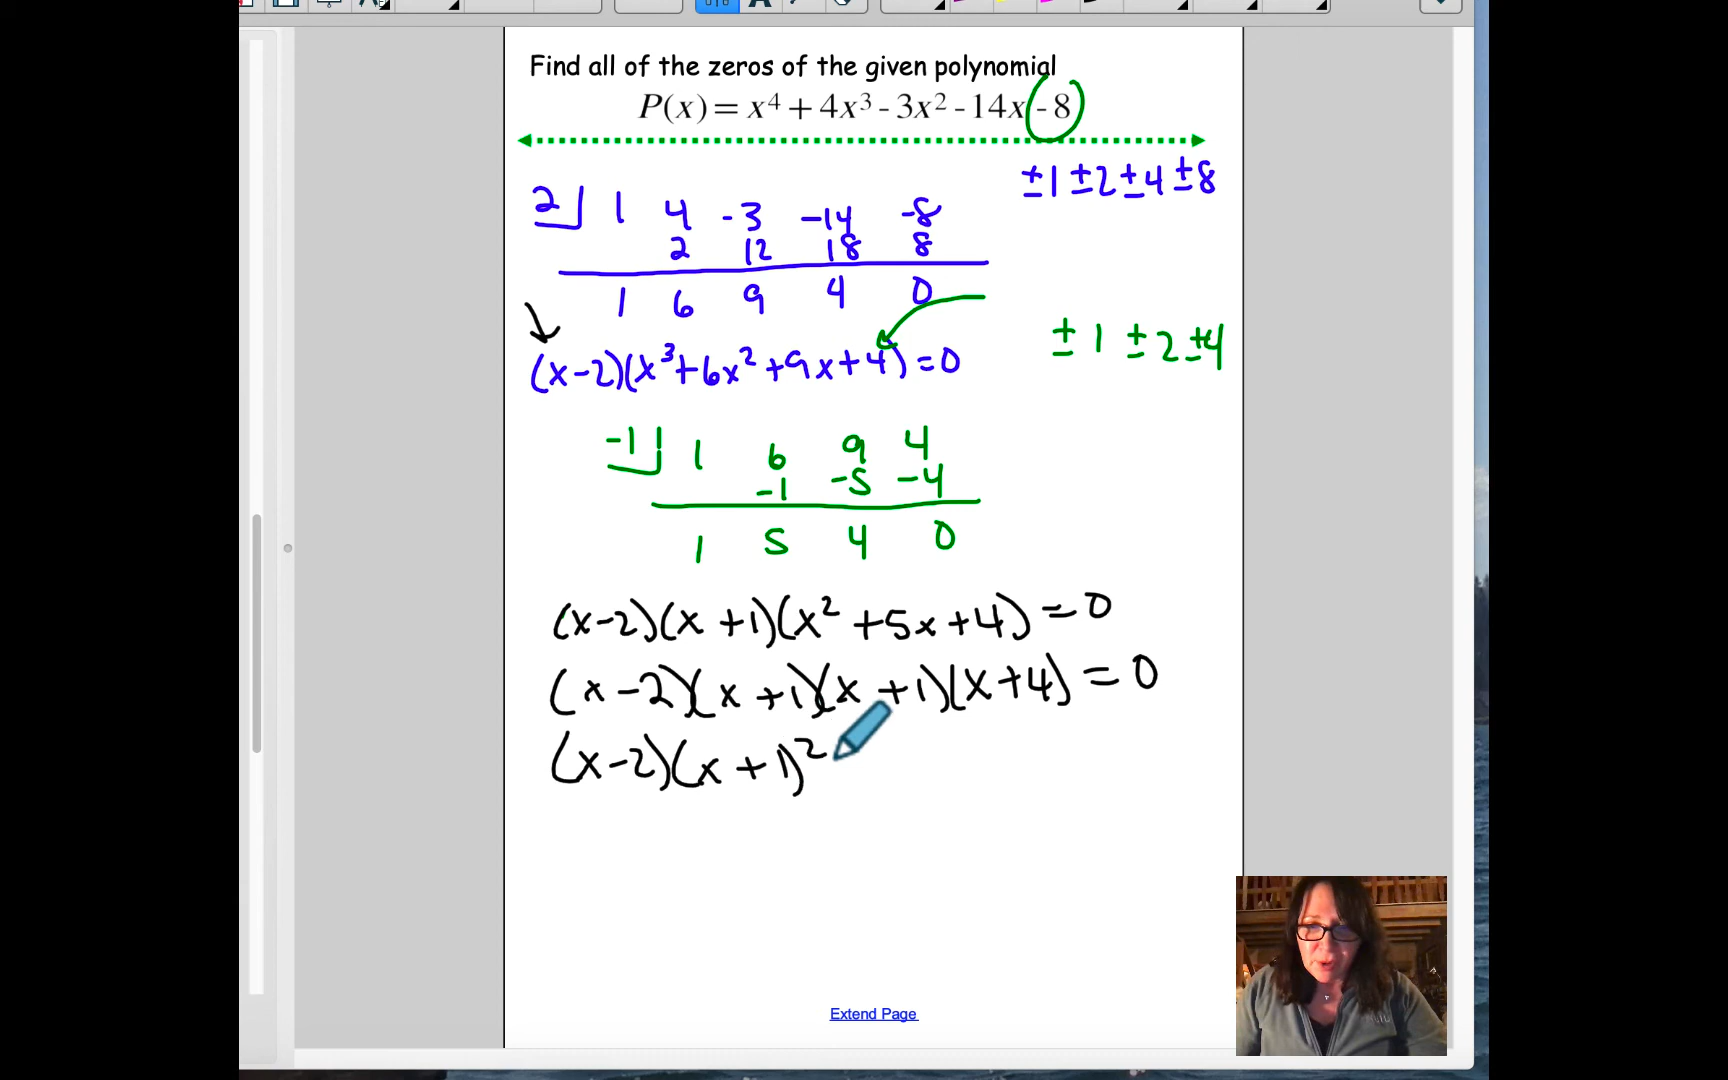 Find all of the zeros of the given polynomial
P(x) = x⁴ + 4x³ - 3x² - 14x - 8
±1 ±2 ±4 ±8
2 1 4 -3 -14 -8
2 12 18 8
1 6 9 4 0
± 1 ± 2 ±4
(x-2)(x³+6x²+9x+4)=0
-1 1 6 9 4
-1 -5 -4
1 5 4 0
(x-2)(x+1)(x²+5x+4)=0
(x-2)(x+1)(x+1)(x+4)=0
(x-2)(x+1)²
Extend Page